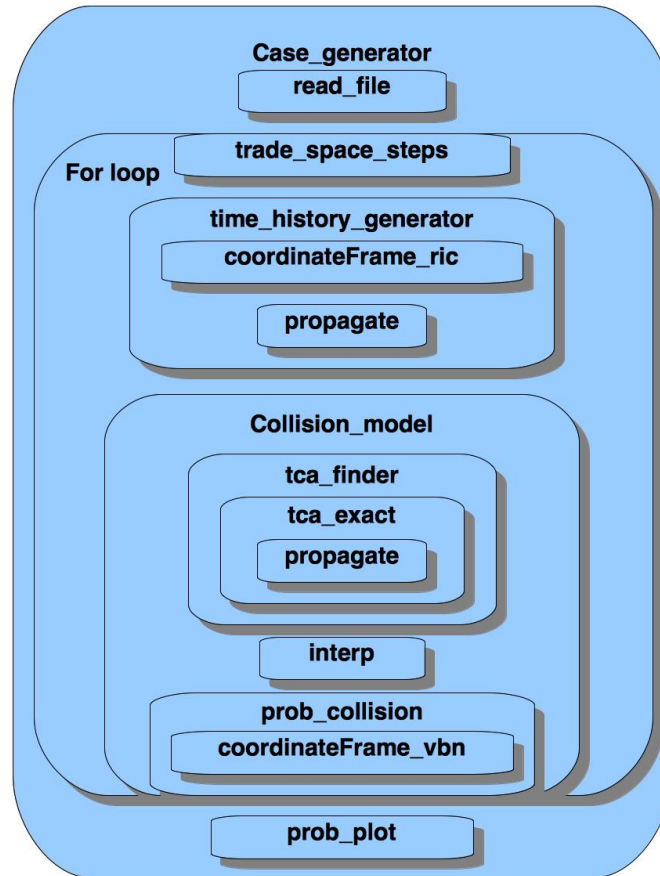 Case_generator
read_file
trade_space_steps
For loop
time_history_generator
coordinateFrame_ric
propagate
Collision_model
tca_finder
tca_exact
propagate
interp
prob_collision
coordinateFrame_vbn
prob_plot